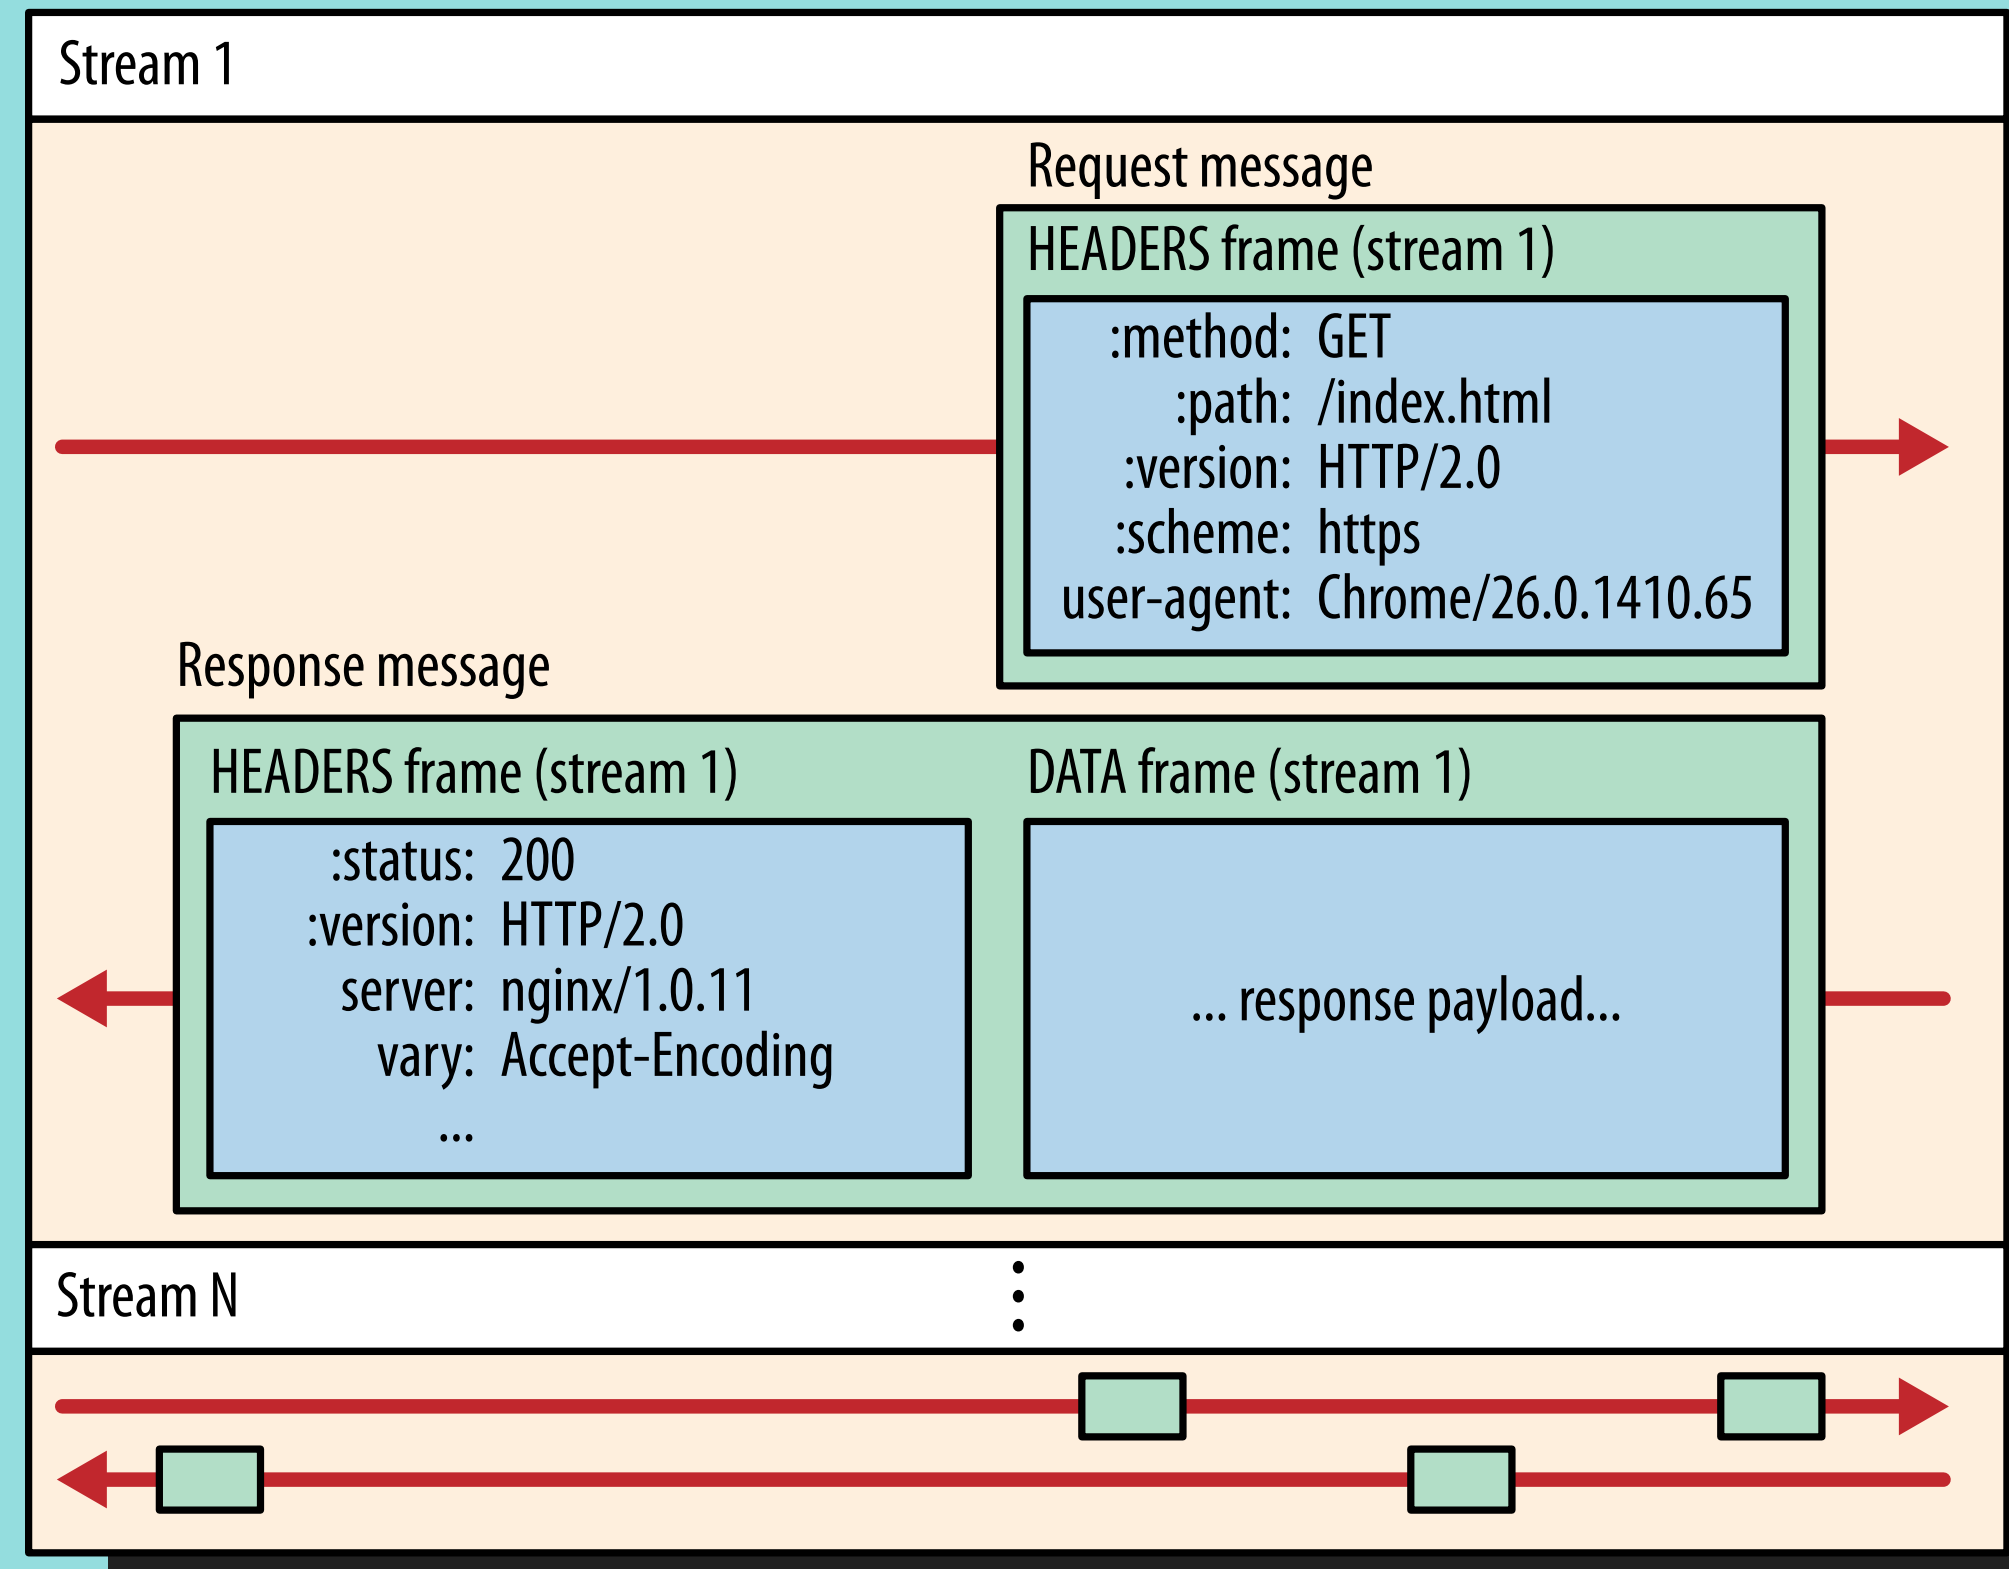 Stream 1
Request message
HEADERS frame (stream 1)
:method: GET
:path: /index.html
:version: HTTP/2.0
:scheme: https
user-agent: Chrome/26.0.1410.65
Response message
HEADERS frame (stream 1)
:status: 200
:version: HTTP/2.0
server: nginx/1.0.11
vary: Accept-Encoding
...
DATA frame (stream 1)
... response payload...
Stream N